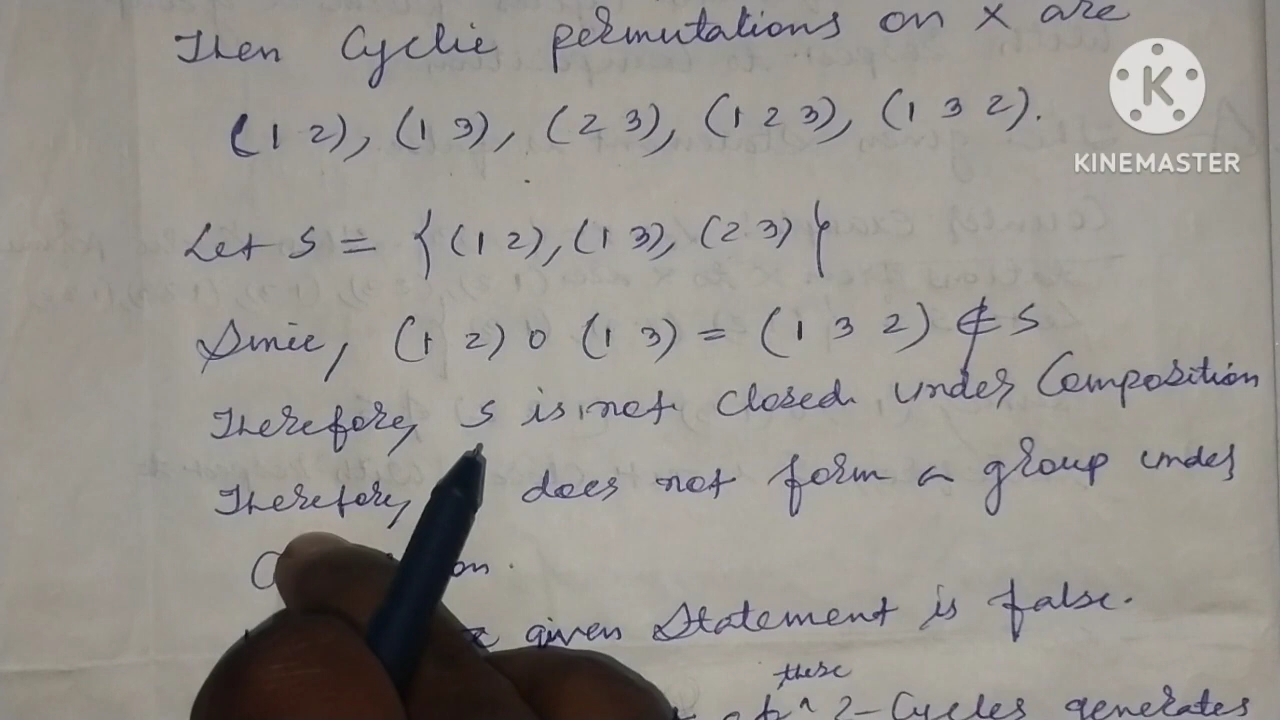 Then Cyclic permutations on X are
(1 2), (1 3), (2 3), (1 2 3), (1 3 2).
K
KINEMASTER
Let S = { (1 2), (1 3), (2 3) }
Since, (1 2) o (1 3) = (1 3 2) ∉ S
Therefore, S is not closed under Composition
Therefore, does not form a group under
on.
given Statement is false.
these
2-Cycles generates